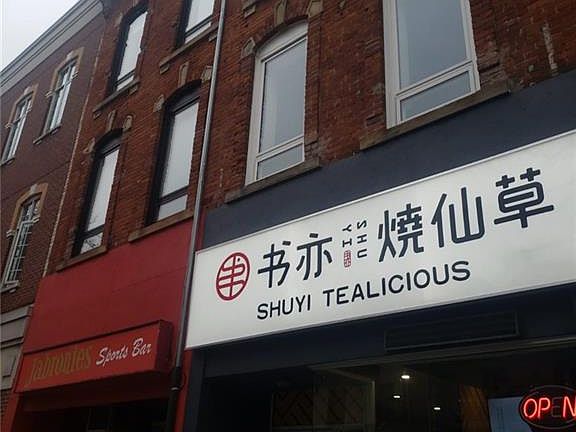 书亦 SHU YI 燒仙草
SHUYI TEALICIOUS
Sports Bar
OPEN